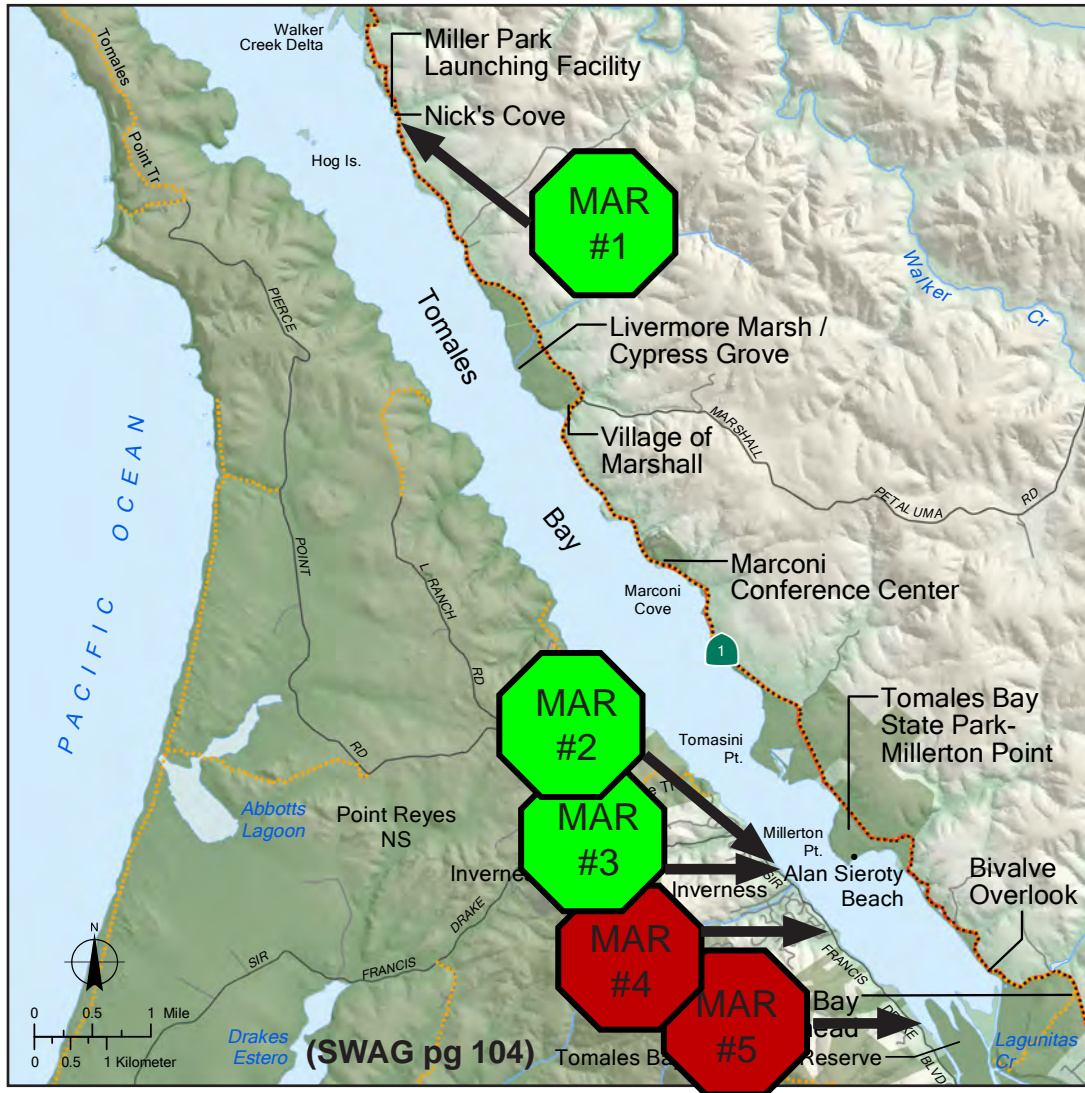 Walker
Creek Delta
Miller Park
Launching Facility
Nick's Cove
Tomales
Point Tr
Hog Is.
MAR
#1
Walker
Cr
PIERCE
Tomales
Livermore Marsh /
Cypress Grove
Village of
Marshall
MARSHALL
PETALUMA
RD
PACIFIC OCEAN
Bay
POINT
L RANCH
RD
Marconi
Conference Center
Marconi
Cove
1
MAR
#2
Tomales Bay
State Park-
Millerton Point
Tomasini
Pt.
RD
Abbotts
Lagoon
Point Reyes
NS
Tr
MAR
#3
Millerton
Pt.
SIR
Alan Sieroty
Beach
Bivalve
Overlook
Inverness
DRAKE
MAR
#4
FRANCIS
SIR
FRANCIS
N
MAR
#5
Bay
DRAKE
BLVD
0 0.5 1 Mile
0 0.5 1 Kilometer
Drakes
Estero
(SWAG pg 104)
Tomales Ba
Reserve
Lagunitas
Cr